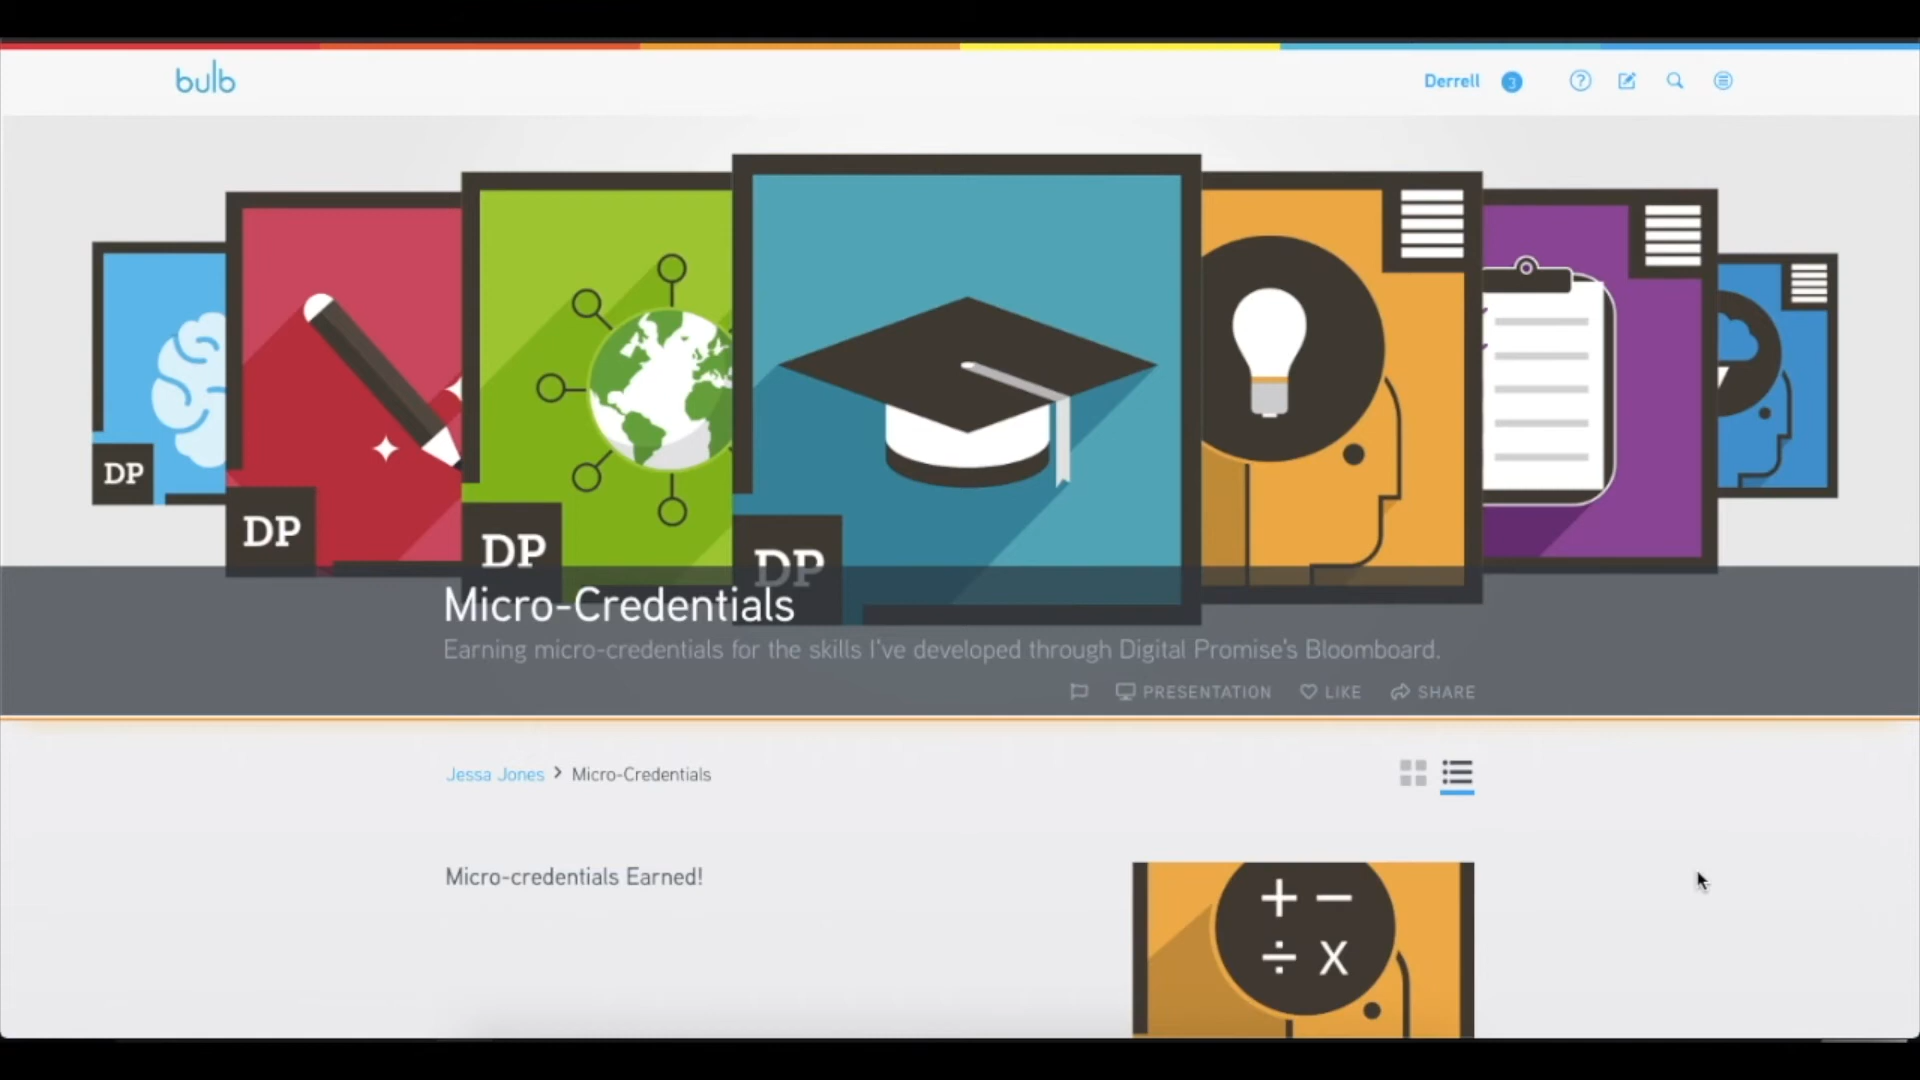 bulb
Derrell 3
DP
DP
DP
DP
Micro-Credentials
Earning micro-credentials for the skills I've developed through Digital Promise's Bloomboard.
PRESENTATION LIKE SHARE
Jessa Jones > Micro-Credentials
Micro-credentials Earned!
+ −
÷ X